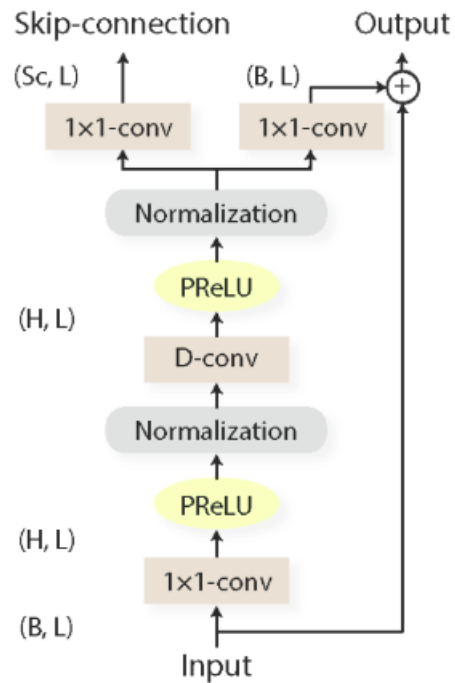 Skip-connection
Output
(Sc, L)
(B, L)
1×1-conv
1×1-conv
Normalization
PReLU
(H, L)
D-conv
Normalization
PReLU
(H, L)
1×1-conv
(B, L)
Input